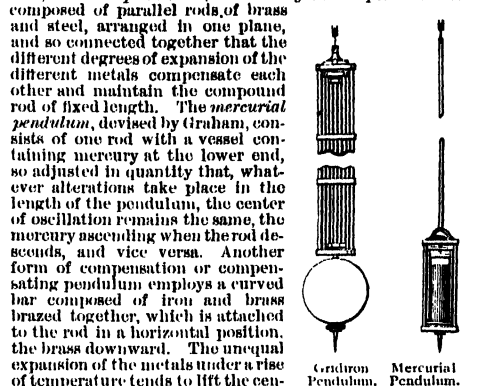 composed of parallel rods of brass
and steel, arranged in one plane,
and so connected together that the
different degrees of expansion of the
different metals compensate each
other and maintain the compound
rod of fixed length. The mercurial
pendulum, devised by Graham, con-
sists of one rod with a vessel con-
taining mercury at the lower end,
so adjusted in quantity that, what-
ever alterations take place in the
length of the pendulum, the center
of oscillation remains the same, the
mercury ascending when the rod de-
scends, and vice versa. Another
form of compensation or compen-
sating pendulum employs a curved
bar composed of iron and brass
brazed together, which is attached
to the rod in a horizontal position,
the brass downward. The unequal
expansion of the metals under a rise
of temperature tends to lift the cen-
Gridiron
Pendulum.
Mercurial
Pendulum.